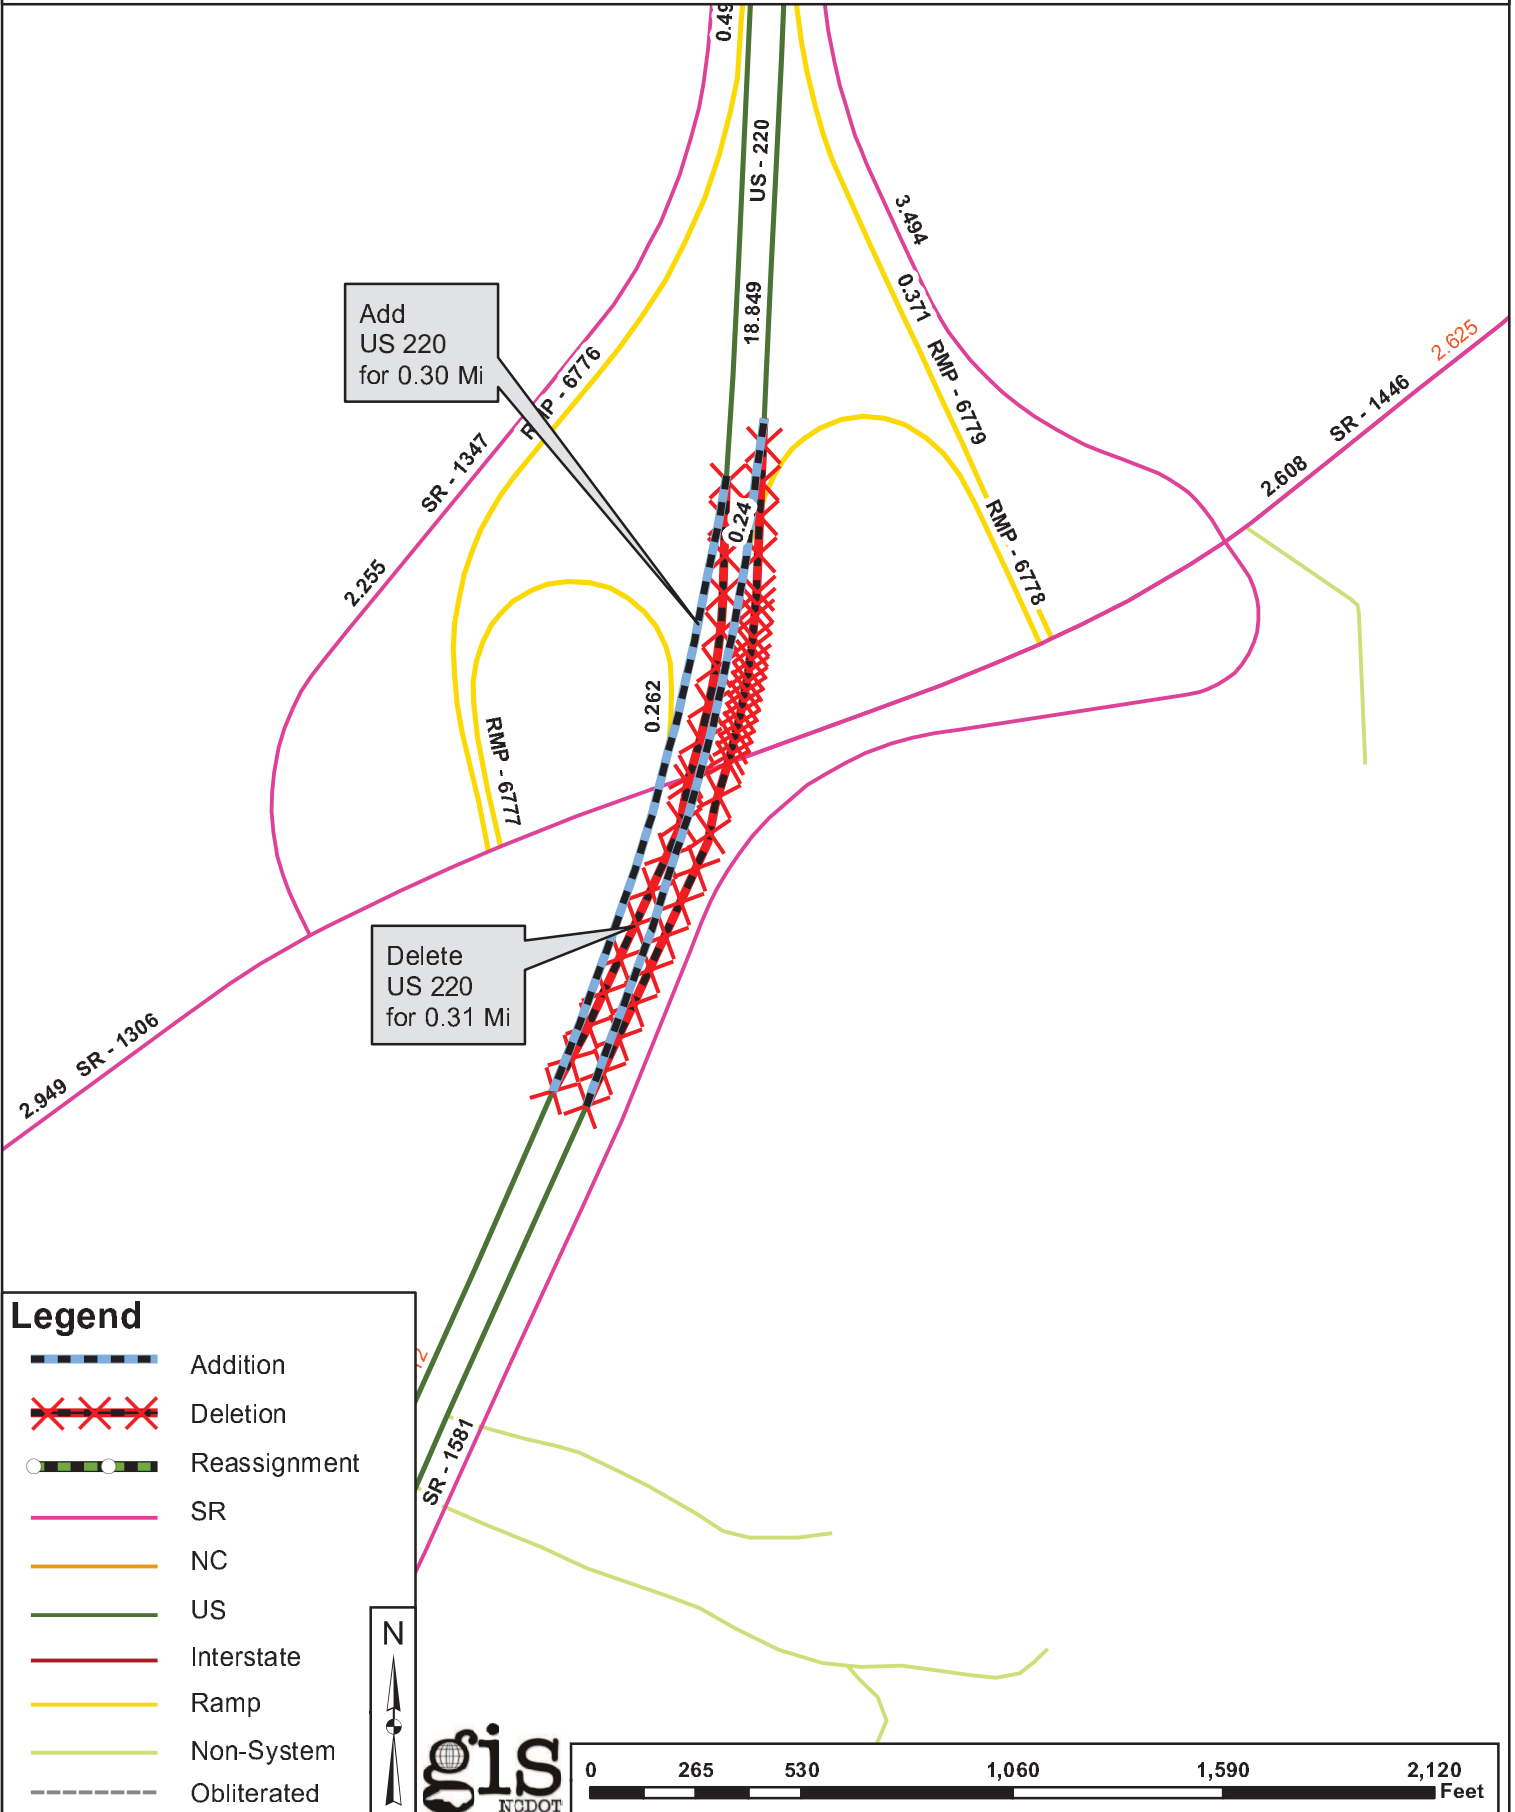 0.49
US - 220
3.494
18.849
0.371
RMP - 6779
Add
US 220
for 0.30 Mi
2.625
SR - 1446
2.608
6776
SR - 1347
2.255
0.24
RMP - 6778
0.262
RMP - 6777
Delete
US 220
for 0.31 Mi
2.949 SR - 1306
SR - 1581
Legend
Addition
Deletion
Reassignment
SR
NC
US
Interstate
Ramp
Non-System
Obliterated
N
gis
NCDOT
0 265 530 1,060 1,590 2,120
Feet